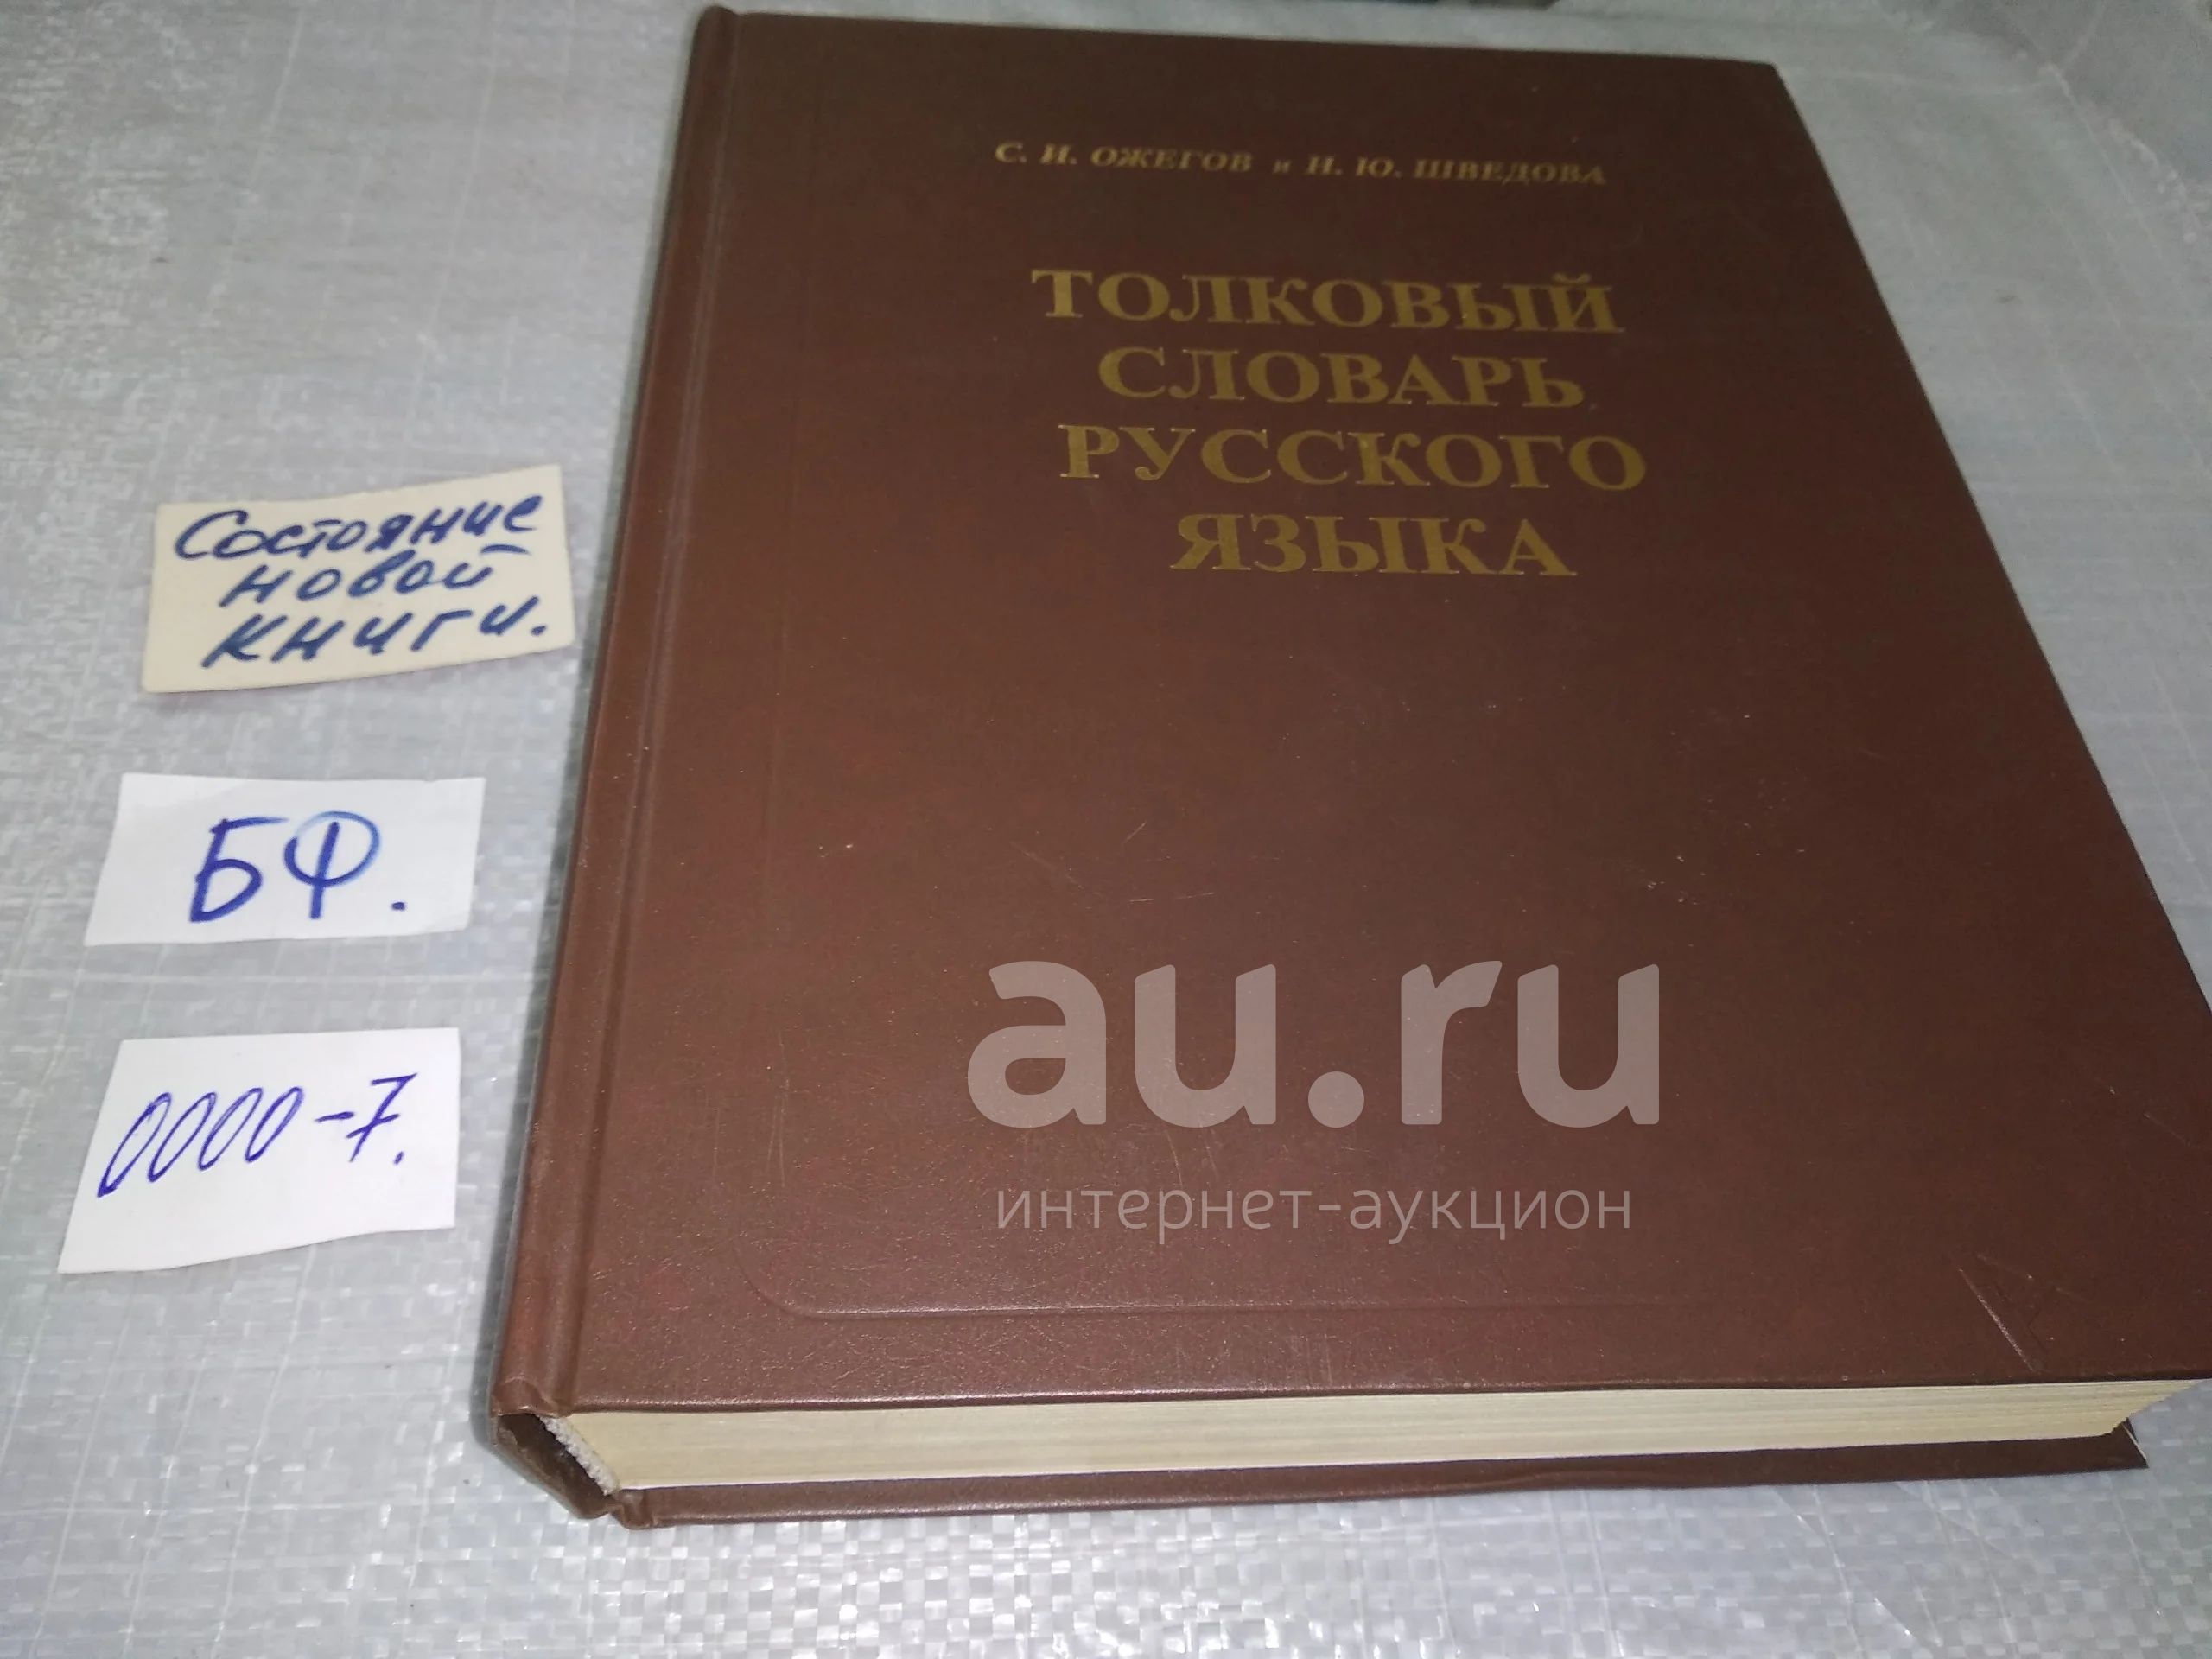 С. И. ОЖЕГОВ и Н. Ю. ШВЕДОВА
ТОЛКОВЫЙ
СЛОВАРЬ
РУССКОГО
ЯЗЫКА
Состояние
новой
книги.
БФ.
0000-7.
au.ru
интернет-аукцион